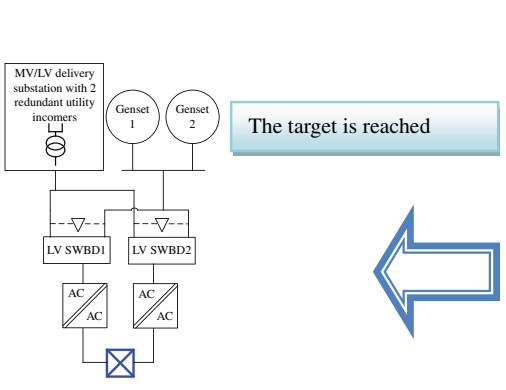 MV/LV delivery
substation with 2
redundant utility
incomers
Genset
1
Genset
2
The target is reached
LV SWBD1
LV SWBD2
AC
AC
AC
AC